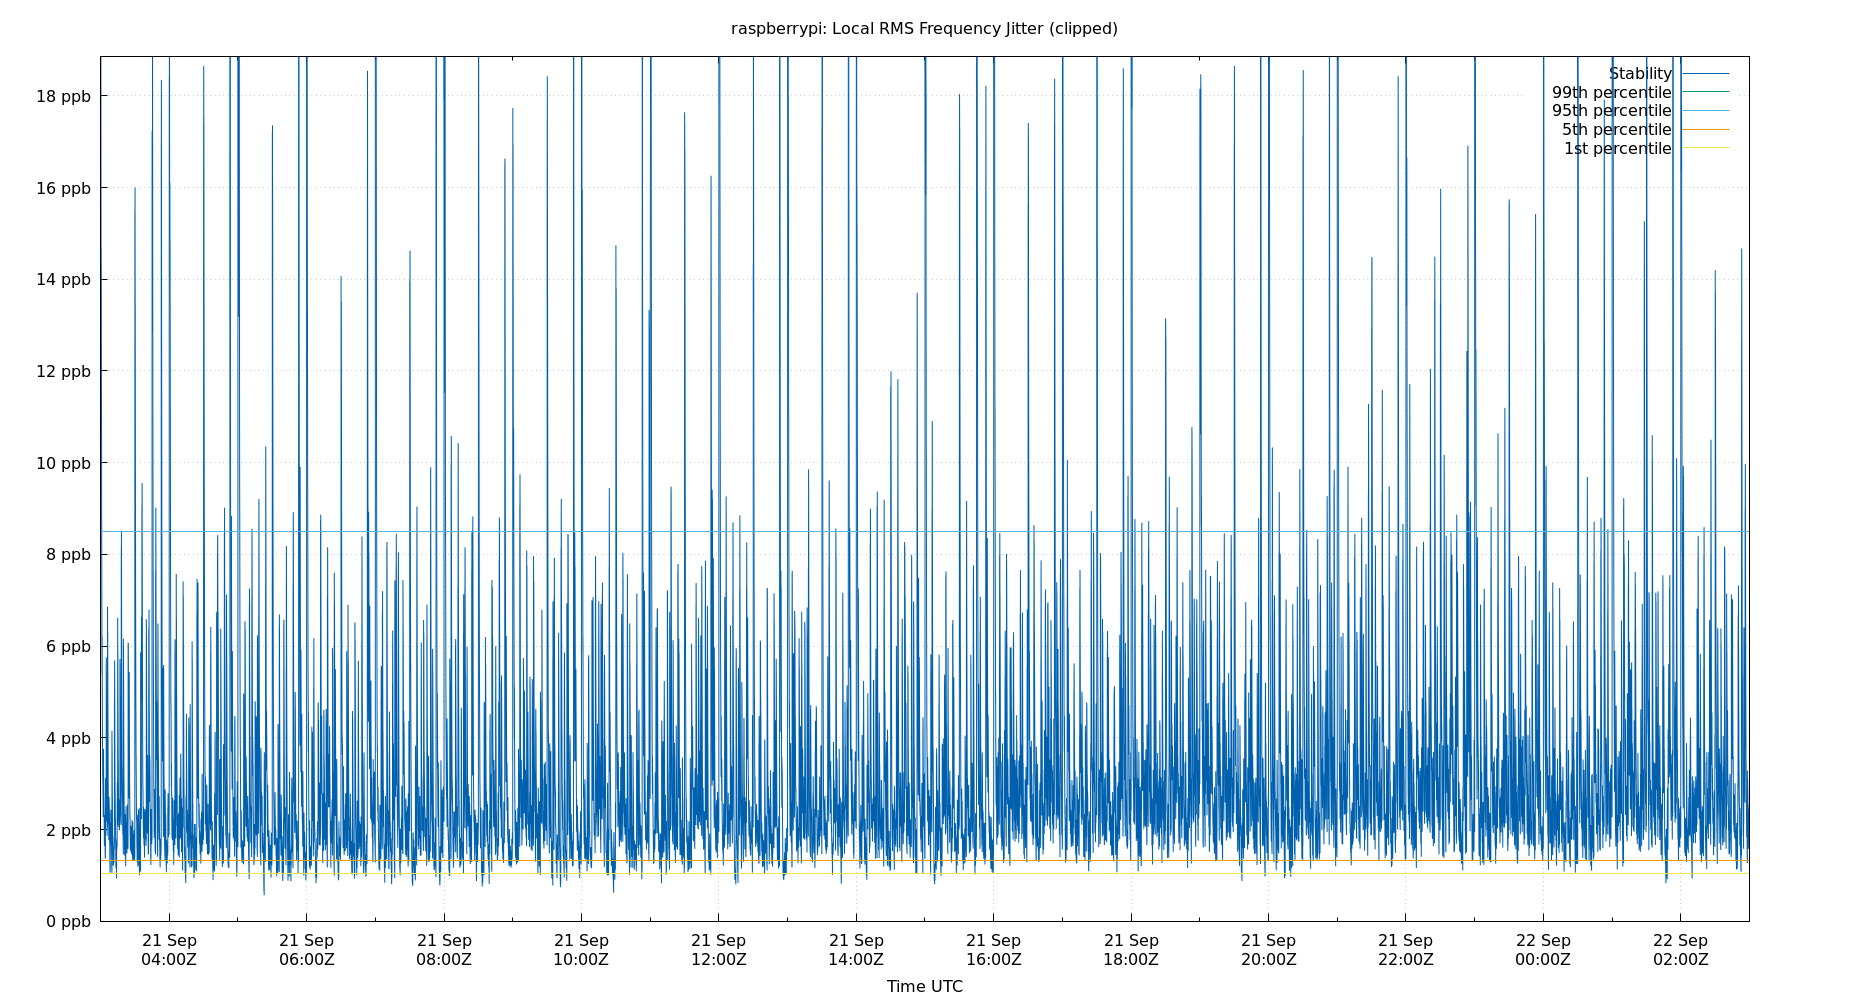 raspberrypi: Local RMS Frequency Jitter (clipped)
Stability
99th percentile
95th percentile
5th percentile
1st percentile
18 ppb
16 ppb
14 ppb
12 ppb
10 ppb
8 ppb
6 ppb
4 ppb
2 ppb
0 ppb
21 Sep 21 Sep 21 Sep 21 Sep 21 Sep 21 Sep 21 Sep 21 Sep 21 Sep 21 Sep 22 Sep 22 Sep
04:00Z 06:00Z 08:00Z 10:00Z 12:00Z 14:00Z 16:00Z 18:00Z 20:00Z 22:00Z 00:00Z 02:00Z
Time UTC